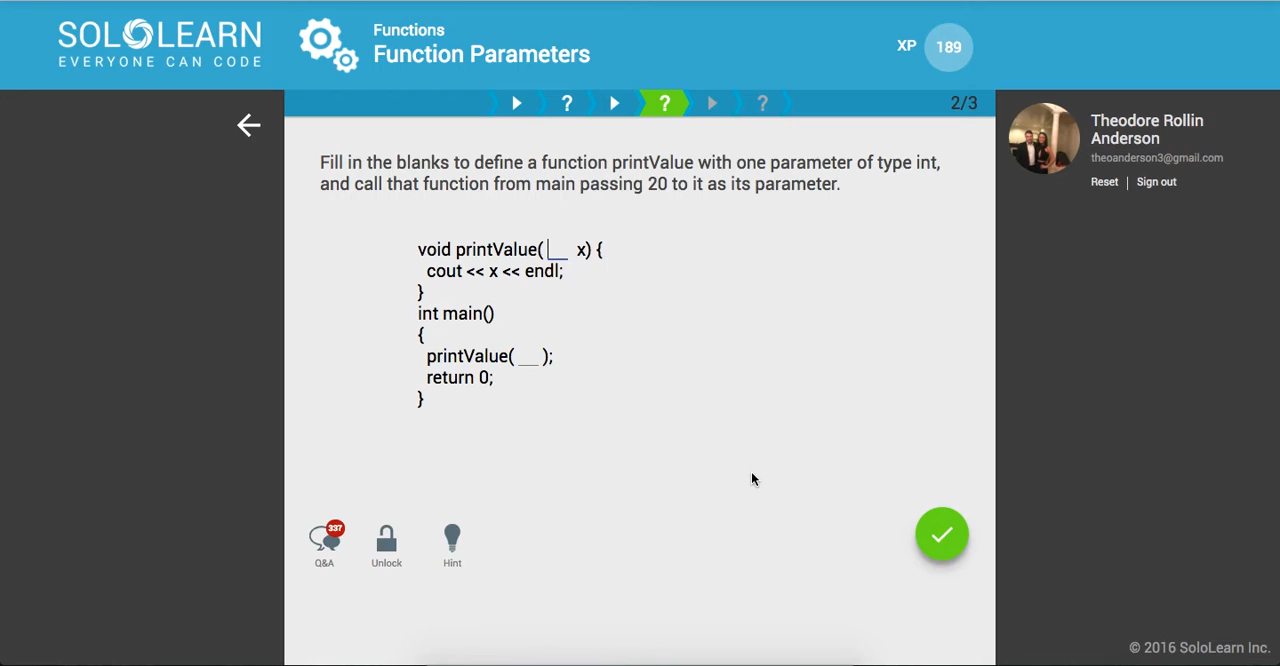 SOLOLEARN
EVERYONE CAN CODE
Functions
Function Parameters
XP 189
? ? ? 2/3
Theodore Rollin
Anderson
theoanderson3@gmail.com
Reset | Sign out
Fill in the blanks to define a function printValue with one parameter of type int,
and call that function from main passing 20 to it as its parameter.
void printValue( __ x) {
cout << x << endl;
}
int main()
{
printValue( __ );
return 0;
}
337
Q&A Unlock Hint
© 2016 SoloLearn Inc.